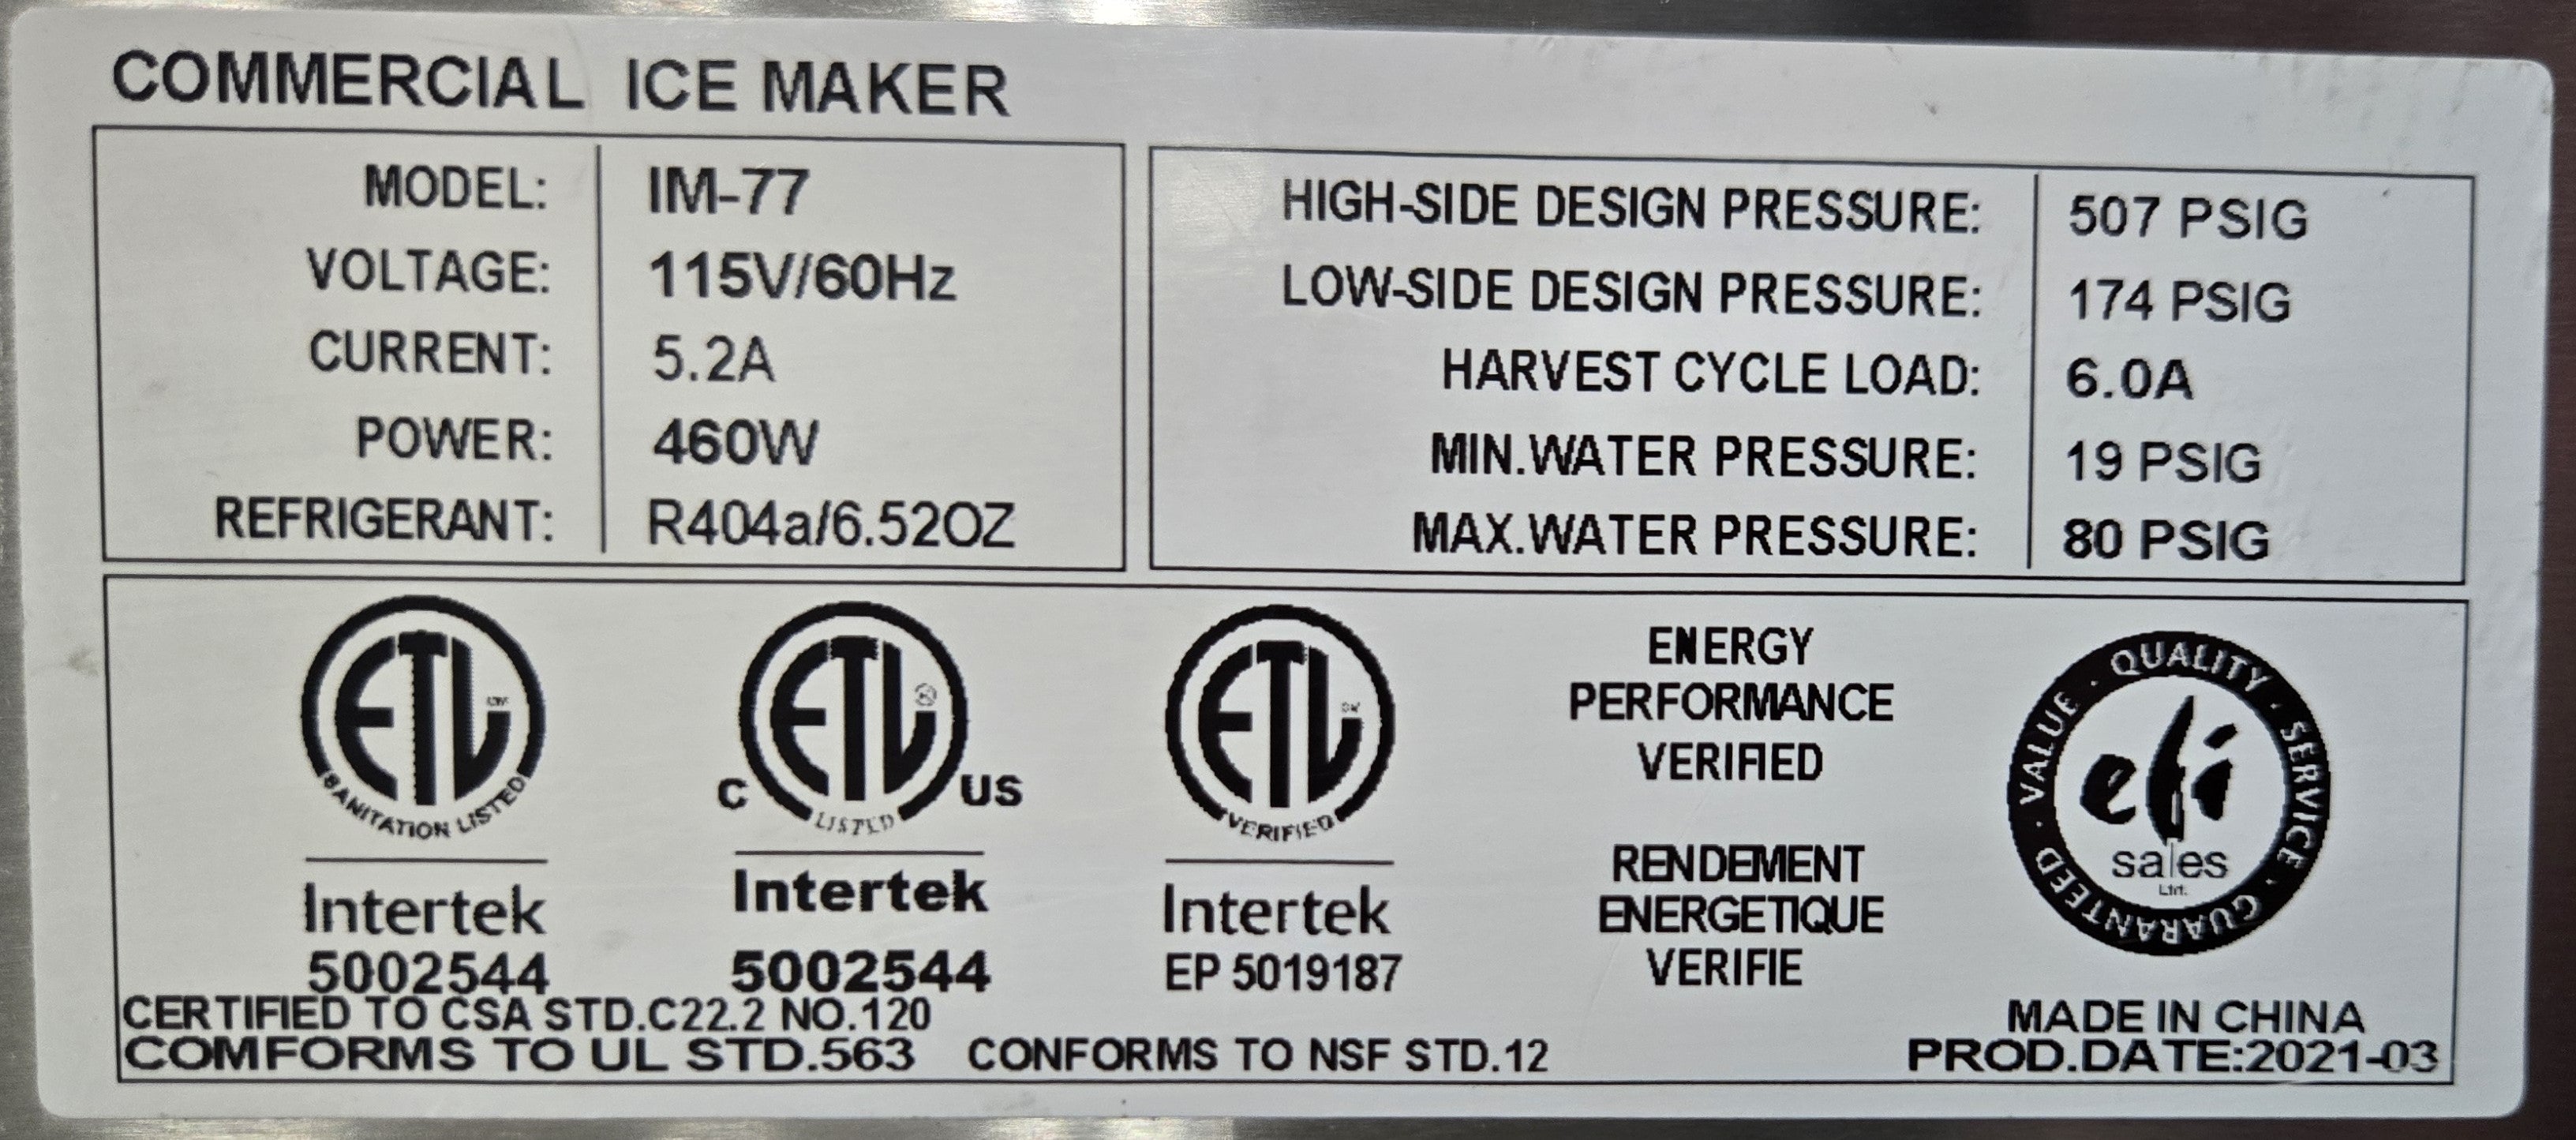 COMMERCIAL ICE MAKER
MODEL: IM-77
VOLTAGE: 115V/60Hz
CURRENT: 5.2A
POWER: 460W
REFRIGERANT: R404a/6.52OZ
HIGH-SIDE DESIGN PRESSURE: 507 PSIG
LOW-SIDE DESIGN PRESSURE: 174 PSIG
HARVEST CYCLE LOAD: 6.0A
MIN.WATER PRESSURE: 19 PSIG
MAX.WATER PRESSURE: 80 PSIG
ETL
SANITATION LISTED
Intertek
5002544
ETL
C LISTED US
Intertek
5002544
ETL
VERIFIED
Intertek
EP 5019187
ENERGY
PERFORMANCE
VERIFIED
RENDEMENT
ENERGETIQUE
VERIFIE
QUALITY · SERVICE · GUARANTEED · VALUE ·
efi
sales
Ltd.
CERTIFIED TO CSA STD.C22.2 NO.120
COMFORMS TO UL STD.563 CONFORMS TO NSF STD.12
MADE IN CHINA
PROD.DATE:2021-03